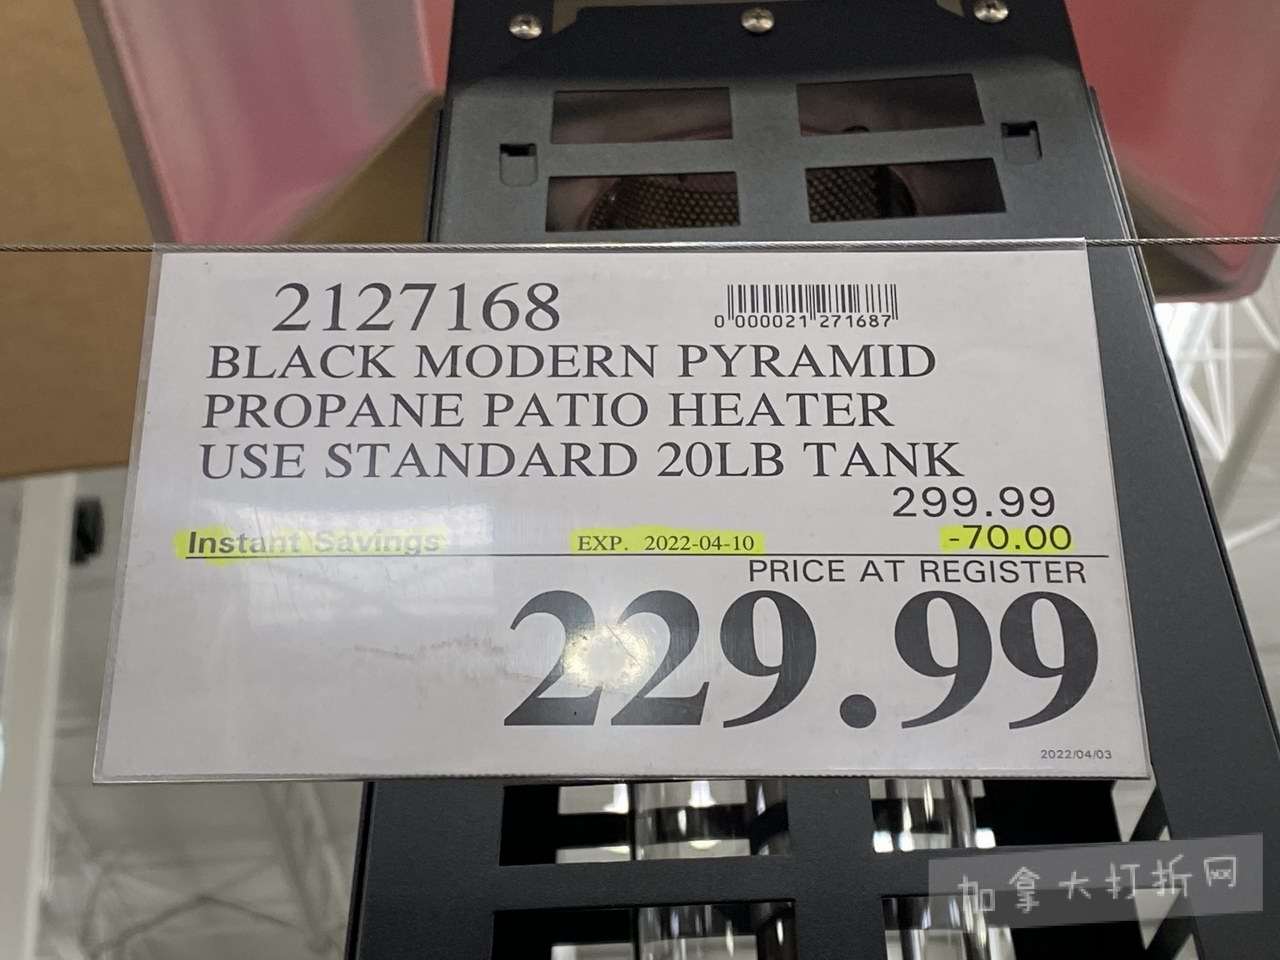 2127168
0 000021 271687
BLACK MODERN PYRAMID
PROPANE PATIO HEATER
USE STANDARD 20LB TANK
299.99
Instant Savings EXP. 2022-04-10 -70.00
PRICE AT REGISTER
229.99
2022/04/03
加拿大打折网